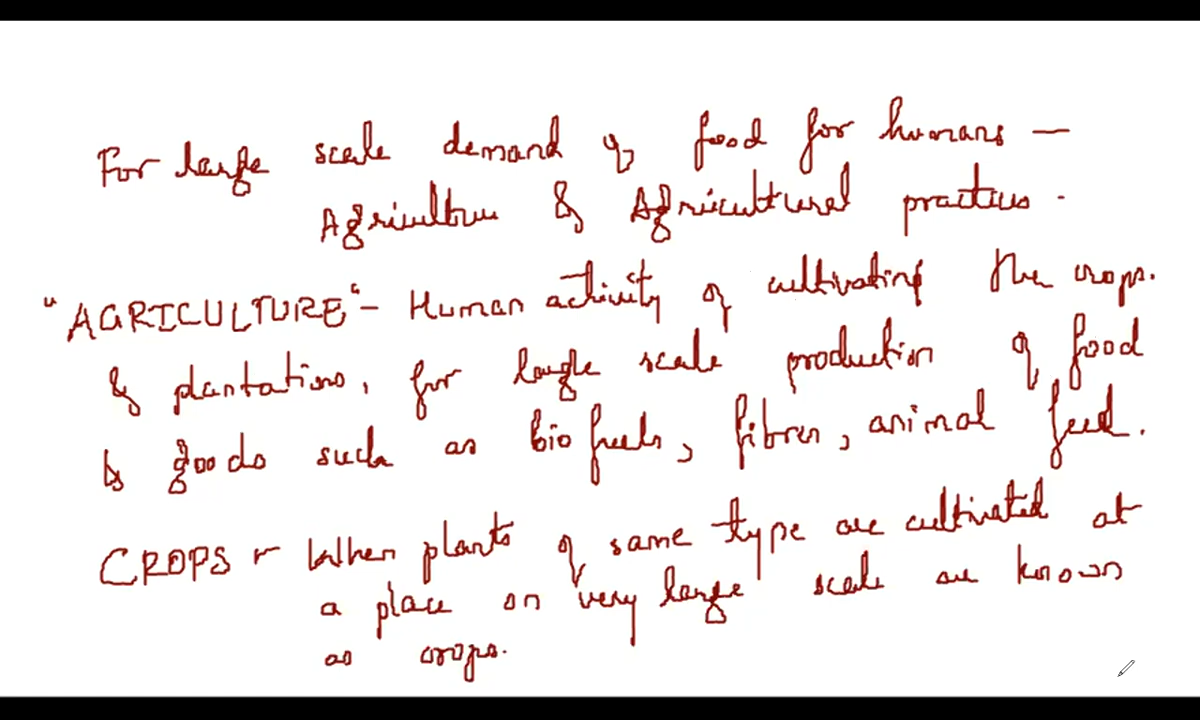 For large scale demand of food for humans —
Agriculture & Agricultural practices.
"AGRICULTURE" - Human activity of cultivating the crops.
& plantations, for large scale production of food
& goods such as bio fuels, fibres, animal feed.
CROPS - When plants of same type are cultivated at
a place on very large scale are known
as crops.